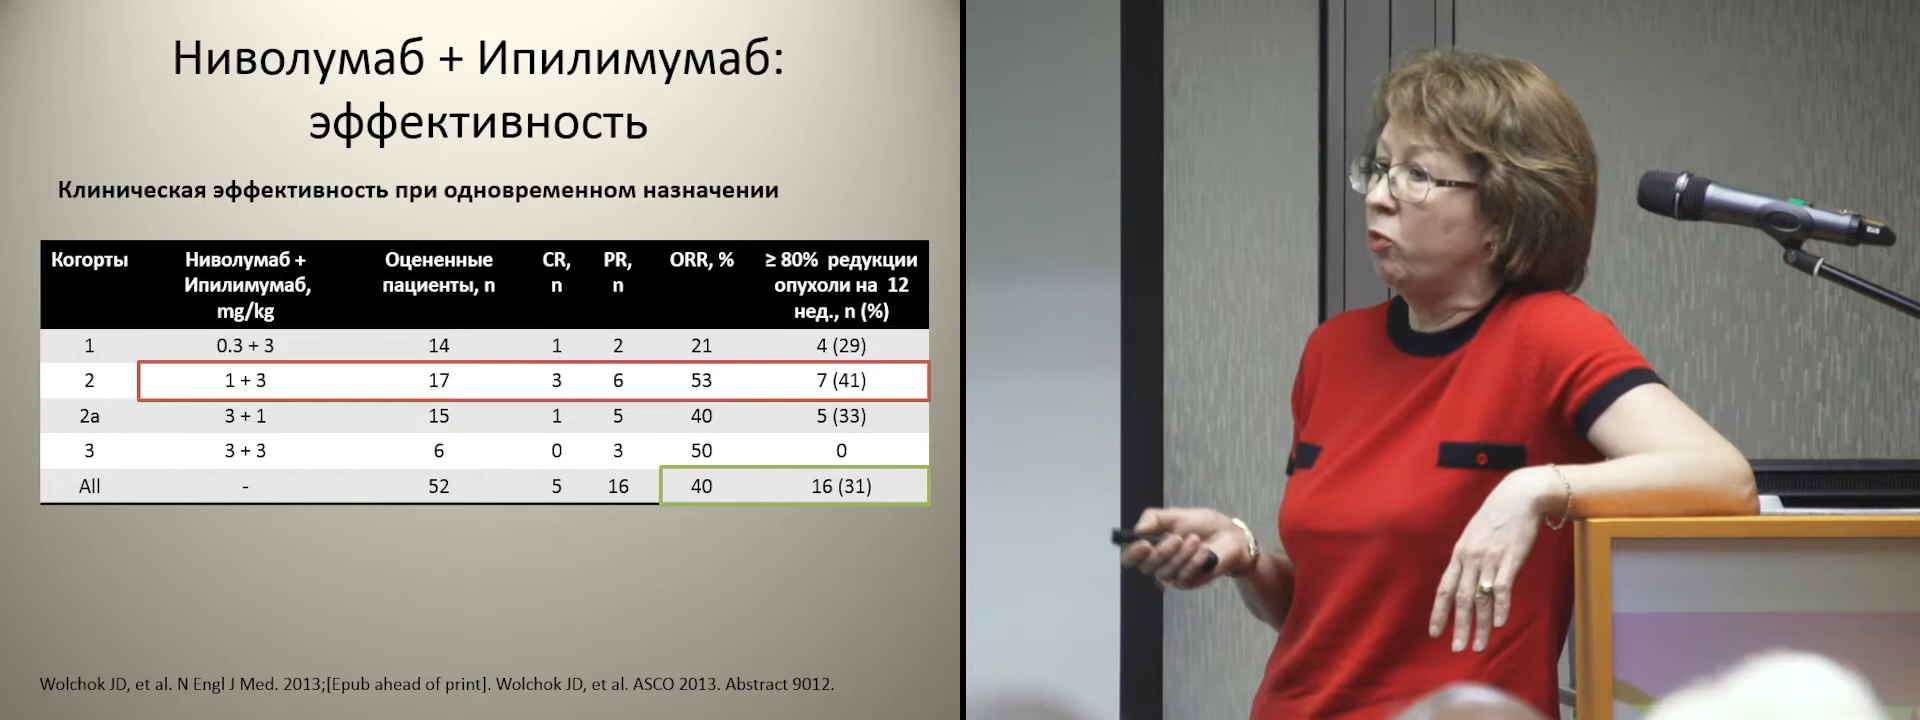 Ниволумаб + Ипилимумаб:
эффективность
Клиническая эффективность при одновременном назначении
Когорты Ниволумаб + Ипилимумаб, mg/kg Оцененные пациенты, n CR, n PR, n ORR, % ≥ 80% редукции опухоли на 12 нед., n (%)
1 0.3 + 3 14 1 2 21 4 (29)
2 1 + 3 17 3 6 53 7 (41)
2a 3 + 1 15 1 5 40 5 (33)
3 3 + 3 6 0 3 50 0
All - 52 5 16 40 16 (31)
Wolchok JD, et al. N Engl J Med. 2013;[Epub ahead of print]. Wolchok JD, et al. ASCO 2013. Abstract 9012.